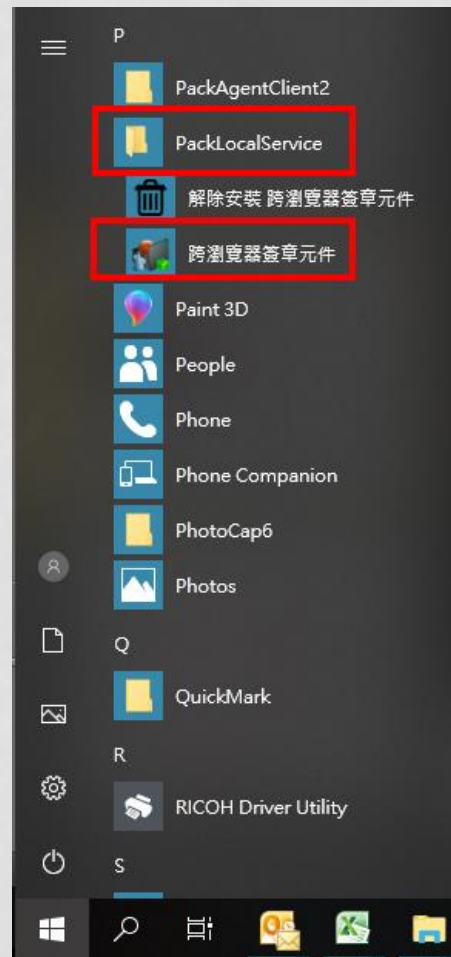 P
PackAgentClient2
PackLocalService
解除安裝 跨瀏覽器簽章元件
跨瀏覽器簽章元件
Paint 3D
People
Phone
Phone Companion
PhotoCap6
Photos
Q
QuickMark
R
RICOH Driver Utility
S